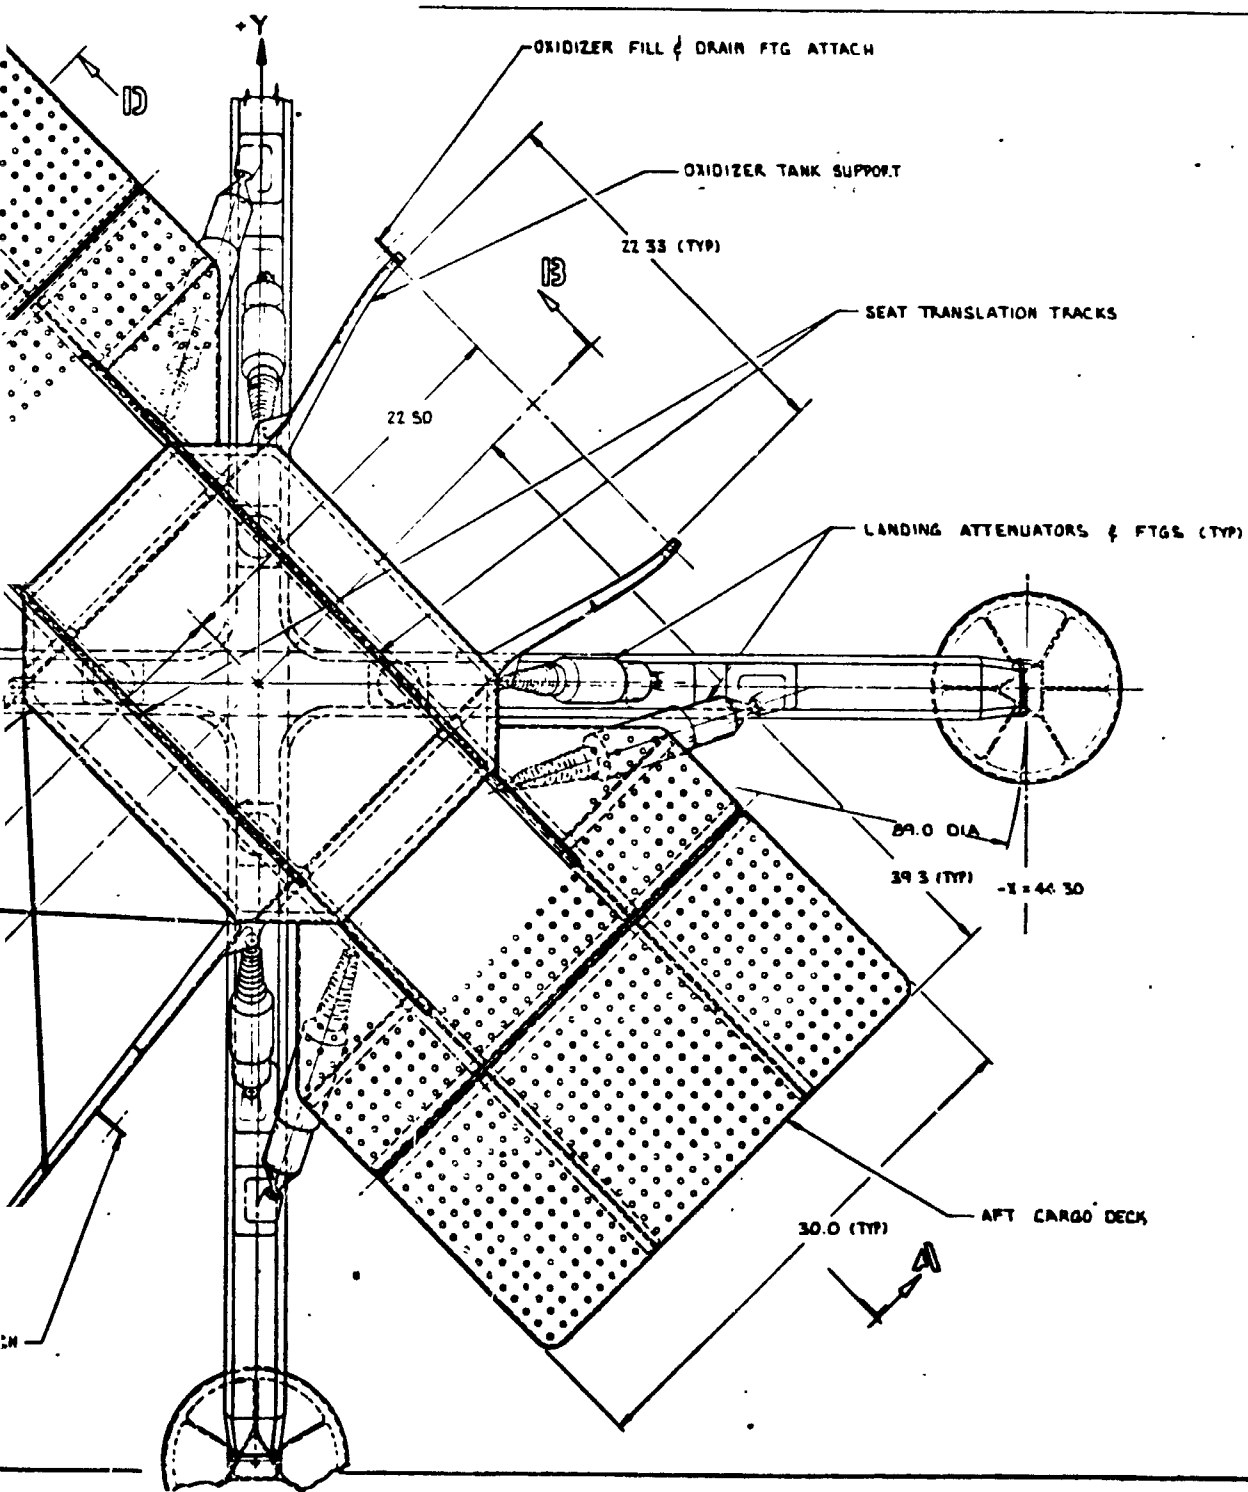 +Y
OXIDIZER FILL & DRAIN FTG ATTACH
D
OXIDIZER TANK SUPPORT
22.33 (TYP)
B
SEAT TRANSLATION TRACKS
22.50
LANDING ATTENUATORS & FTGS (TYP)
89.0 DIA
39.3 (TYP)
-X = 44.30
AFT CARGO DECK
30.0 (TYP)
A